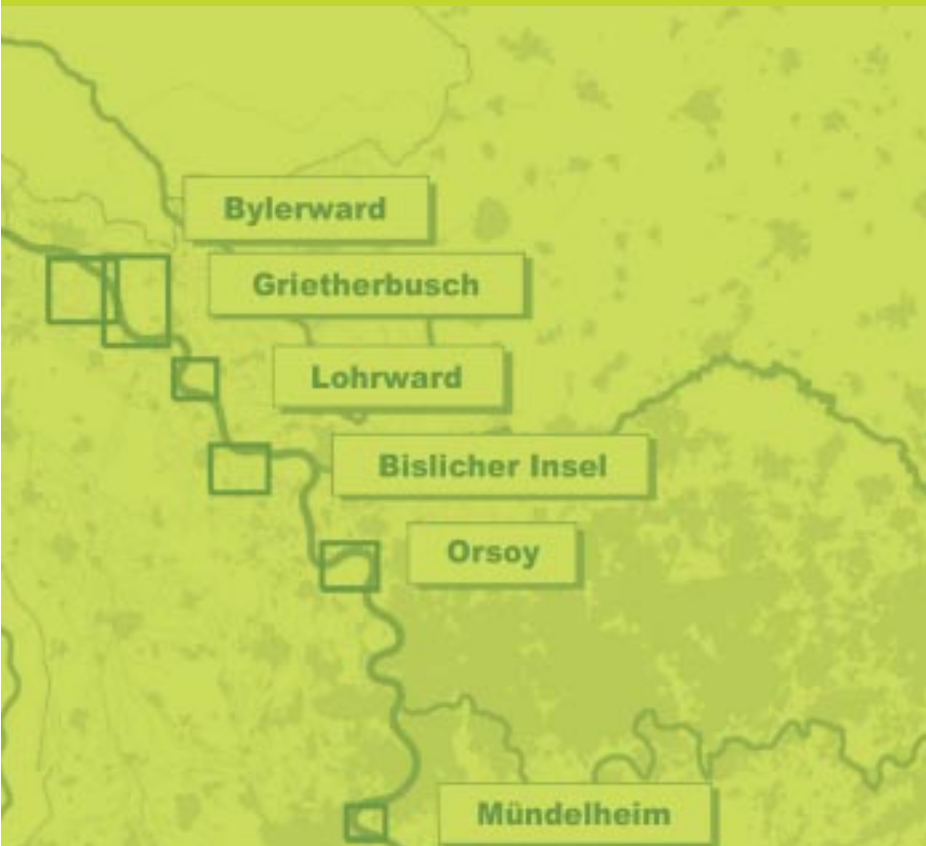 Bylerward
Grietherbusch
Lohrward
Bislicher Insel
Orsoy
Mündelheim